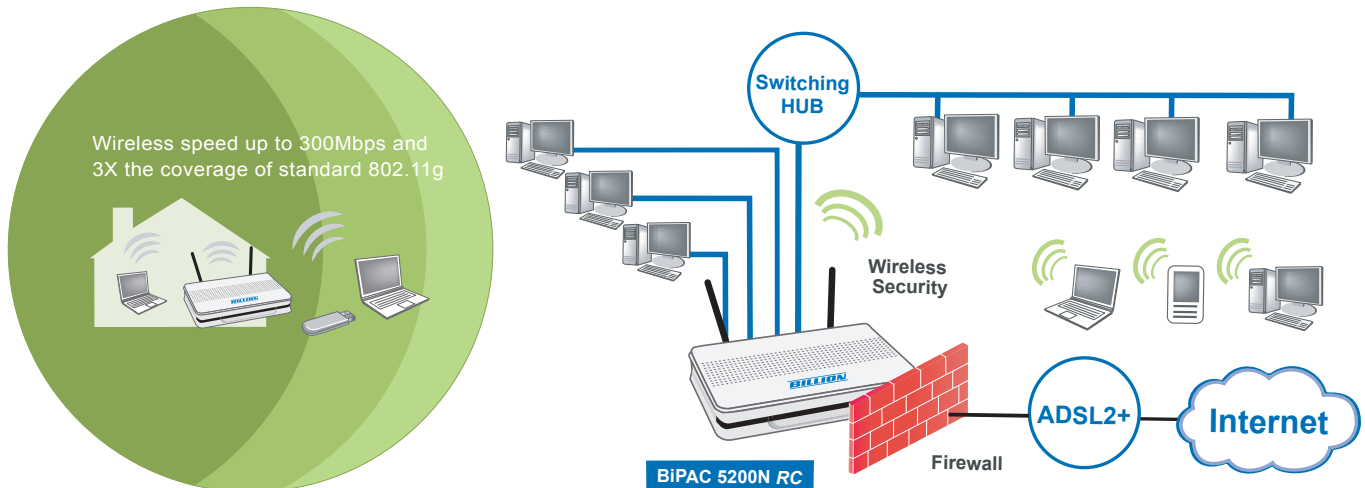 Wireless speed up to 300Mbps and
3X the coverage of standard 802.11g
BILLION
Switching
HUB
Wireless
Security
BILLION
BiPAC 5200N RC
Firewall
ADSL2+
Internet